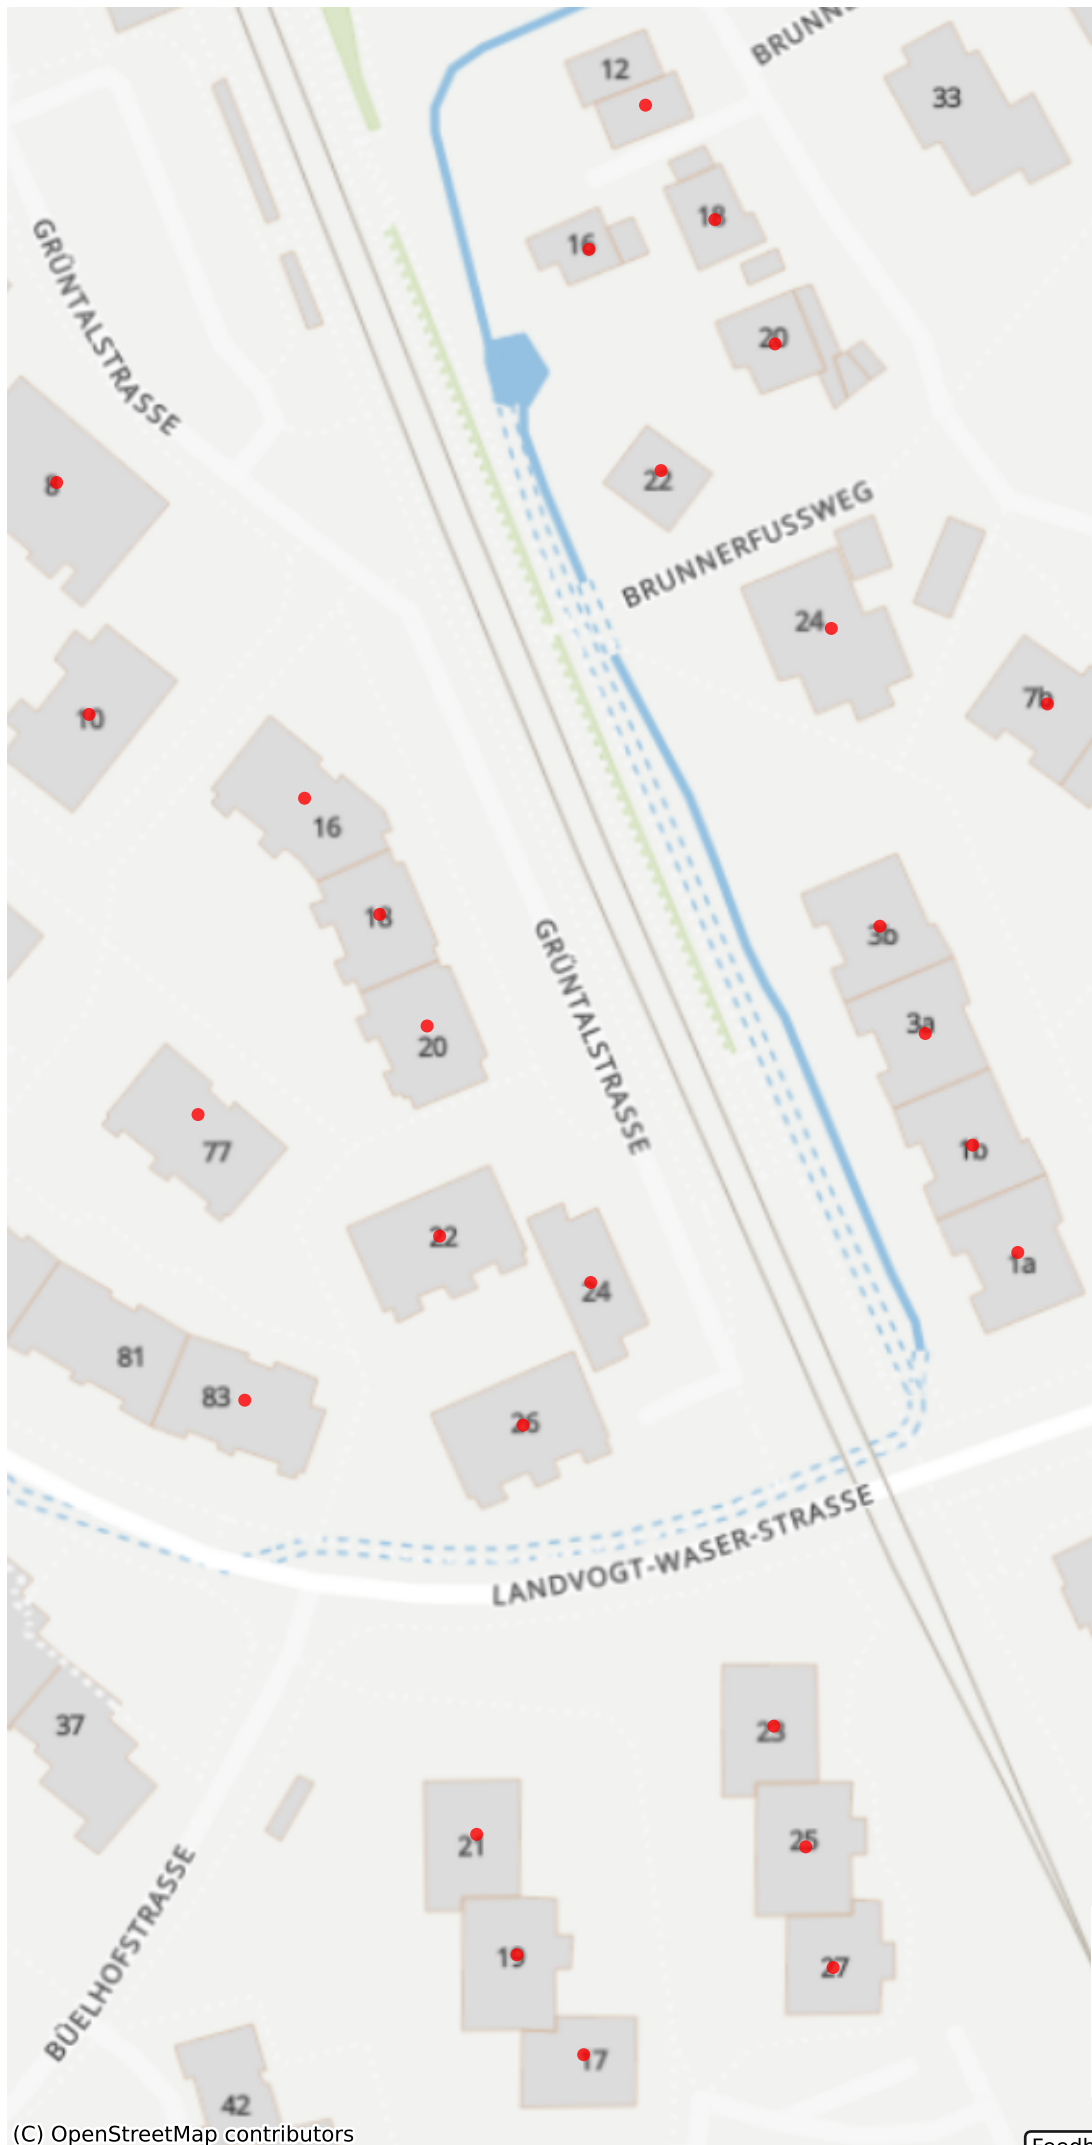 BRUNNE
12
33
18
16
GRÜNTALSTRASSE
20
8
22
BRUNNERFUSSWEG
24
7b
10
16
18
3b
GRÜNTALSTRASSE
3a
20
77
1b
22
1a
24
81
83
26
LANDVOGT-WASER-STRASSE
37
23
21
25
19
27
BÜELHOFSTRASSE
17
42
(C) OpenStreetMap contributors